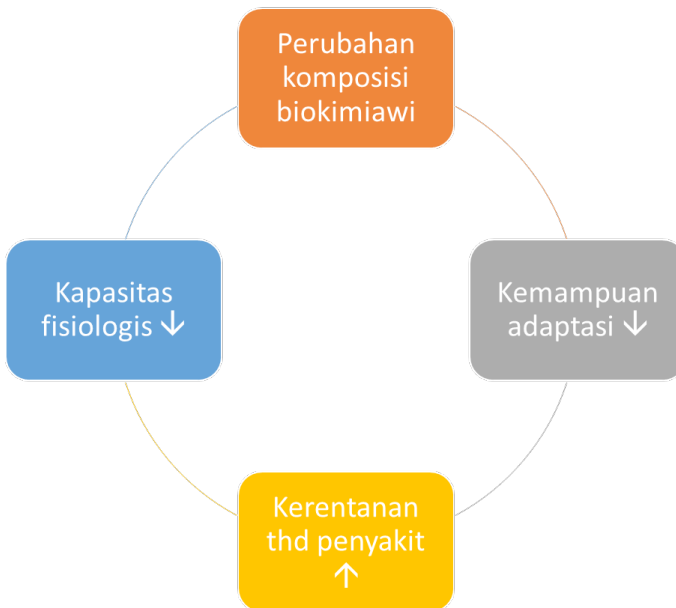 Perubahan
komposisi
biokimiawi
Kemampuan
adaptasi ↓
Kerentanan
thd penyakit
↑
Kapasitas
fisiologis ↓